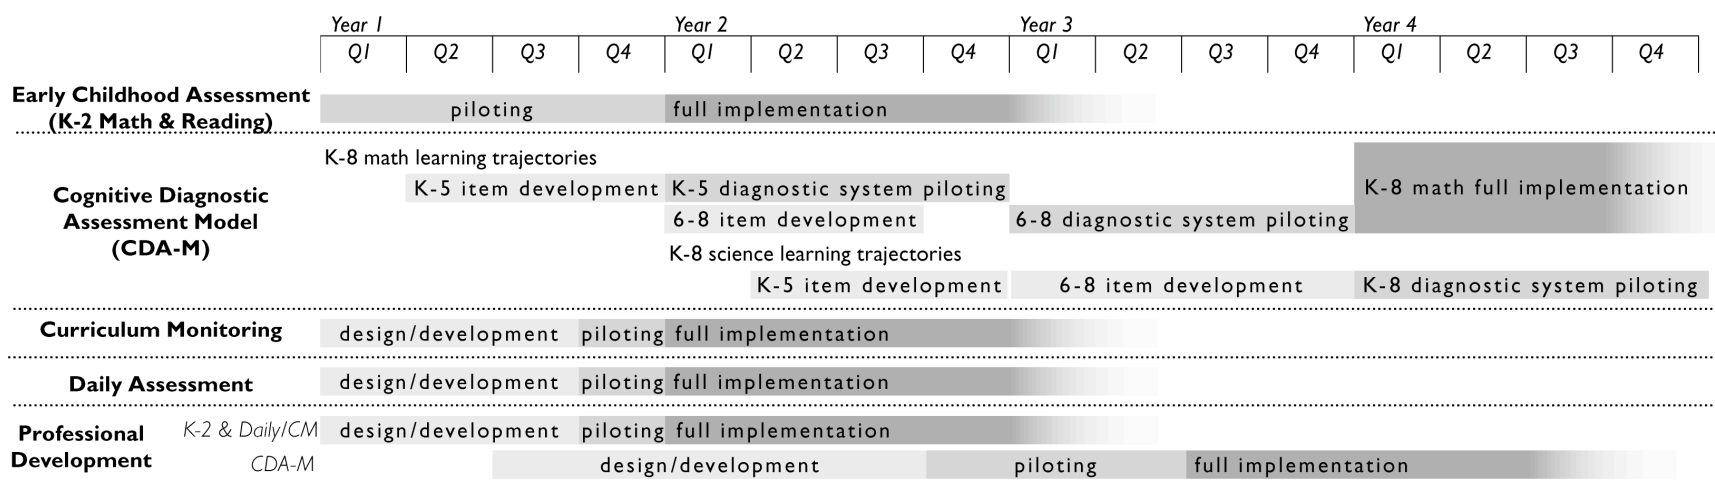 Year 1 Year 2 Year 3 Year 4
Q1 Q2 Q3 Q4 Q1 Q2 Q3 Q4 Q1 Q2 Q3 Q4 Q1 Q2 Q3 Q4
Early Childhood Assessment
(K-2 Math & Reading)
piloting full implementation
Cognitive Diagnostic
Assessment Model
(CDA-M)
K-8 math learning trajectories
K-5 item development K-5 diagnostic system piloting K-8 math full implementation
6-8 item development 6-8 diagnostic system piloting
K-8 science learning trajectories
K-5 item development 6-8 item development K-8 diagnostic system piloting
Curriculum Monitoring design/development piloting full implementation
Daily Assessment design/development piloting full implementation
Professional
Development
K-2 & Daily/CM design/development piloting full implementation
CDA-M design/development piloting full implementation